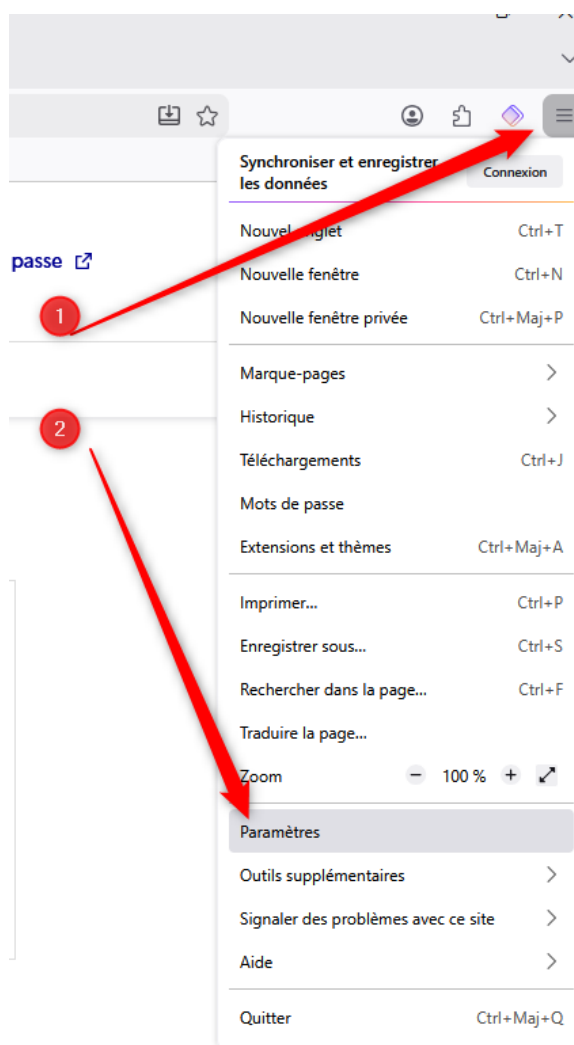 Synchroniser et enregistrer
les données
Connexion
Nouvel onglet Ctrl+T
passe
Nouvelle fenêtre Ctrl+N
1
Nouvelle fenêtre privée Ctrl+Maj+P
Marque-pages
Historique
2
Téléchargements Ctrl+J
Mots de passe
Extensions et thèmes Ctrl+Maj+A
Imprimer... Ctrl+P
Enregistrer sous... Ctrl+S
Rechercher dans la page... Ctrl+F
Traduire la page...
Zoom − 100 % +
Paramètres
Outils supplémentaires
Signaler des problèmes avec ce site
Aide
Quitter Ctrl+Maj+Q